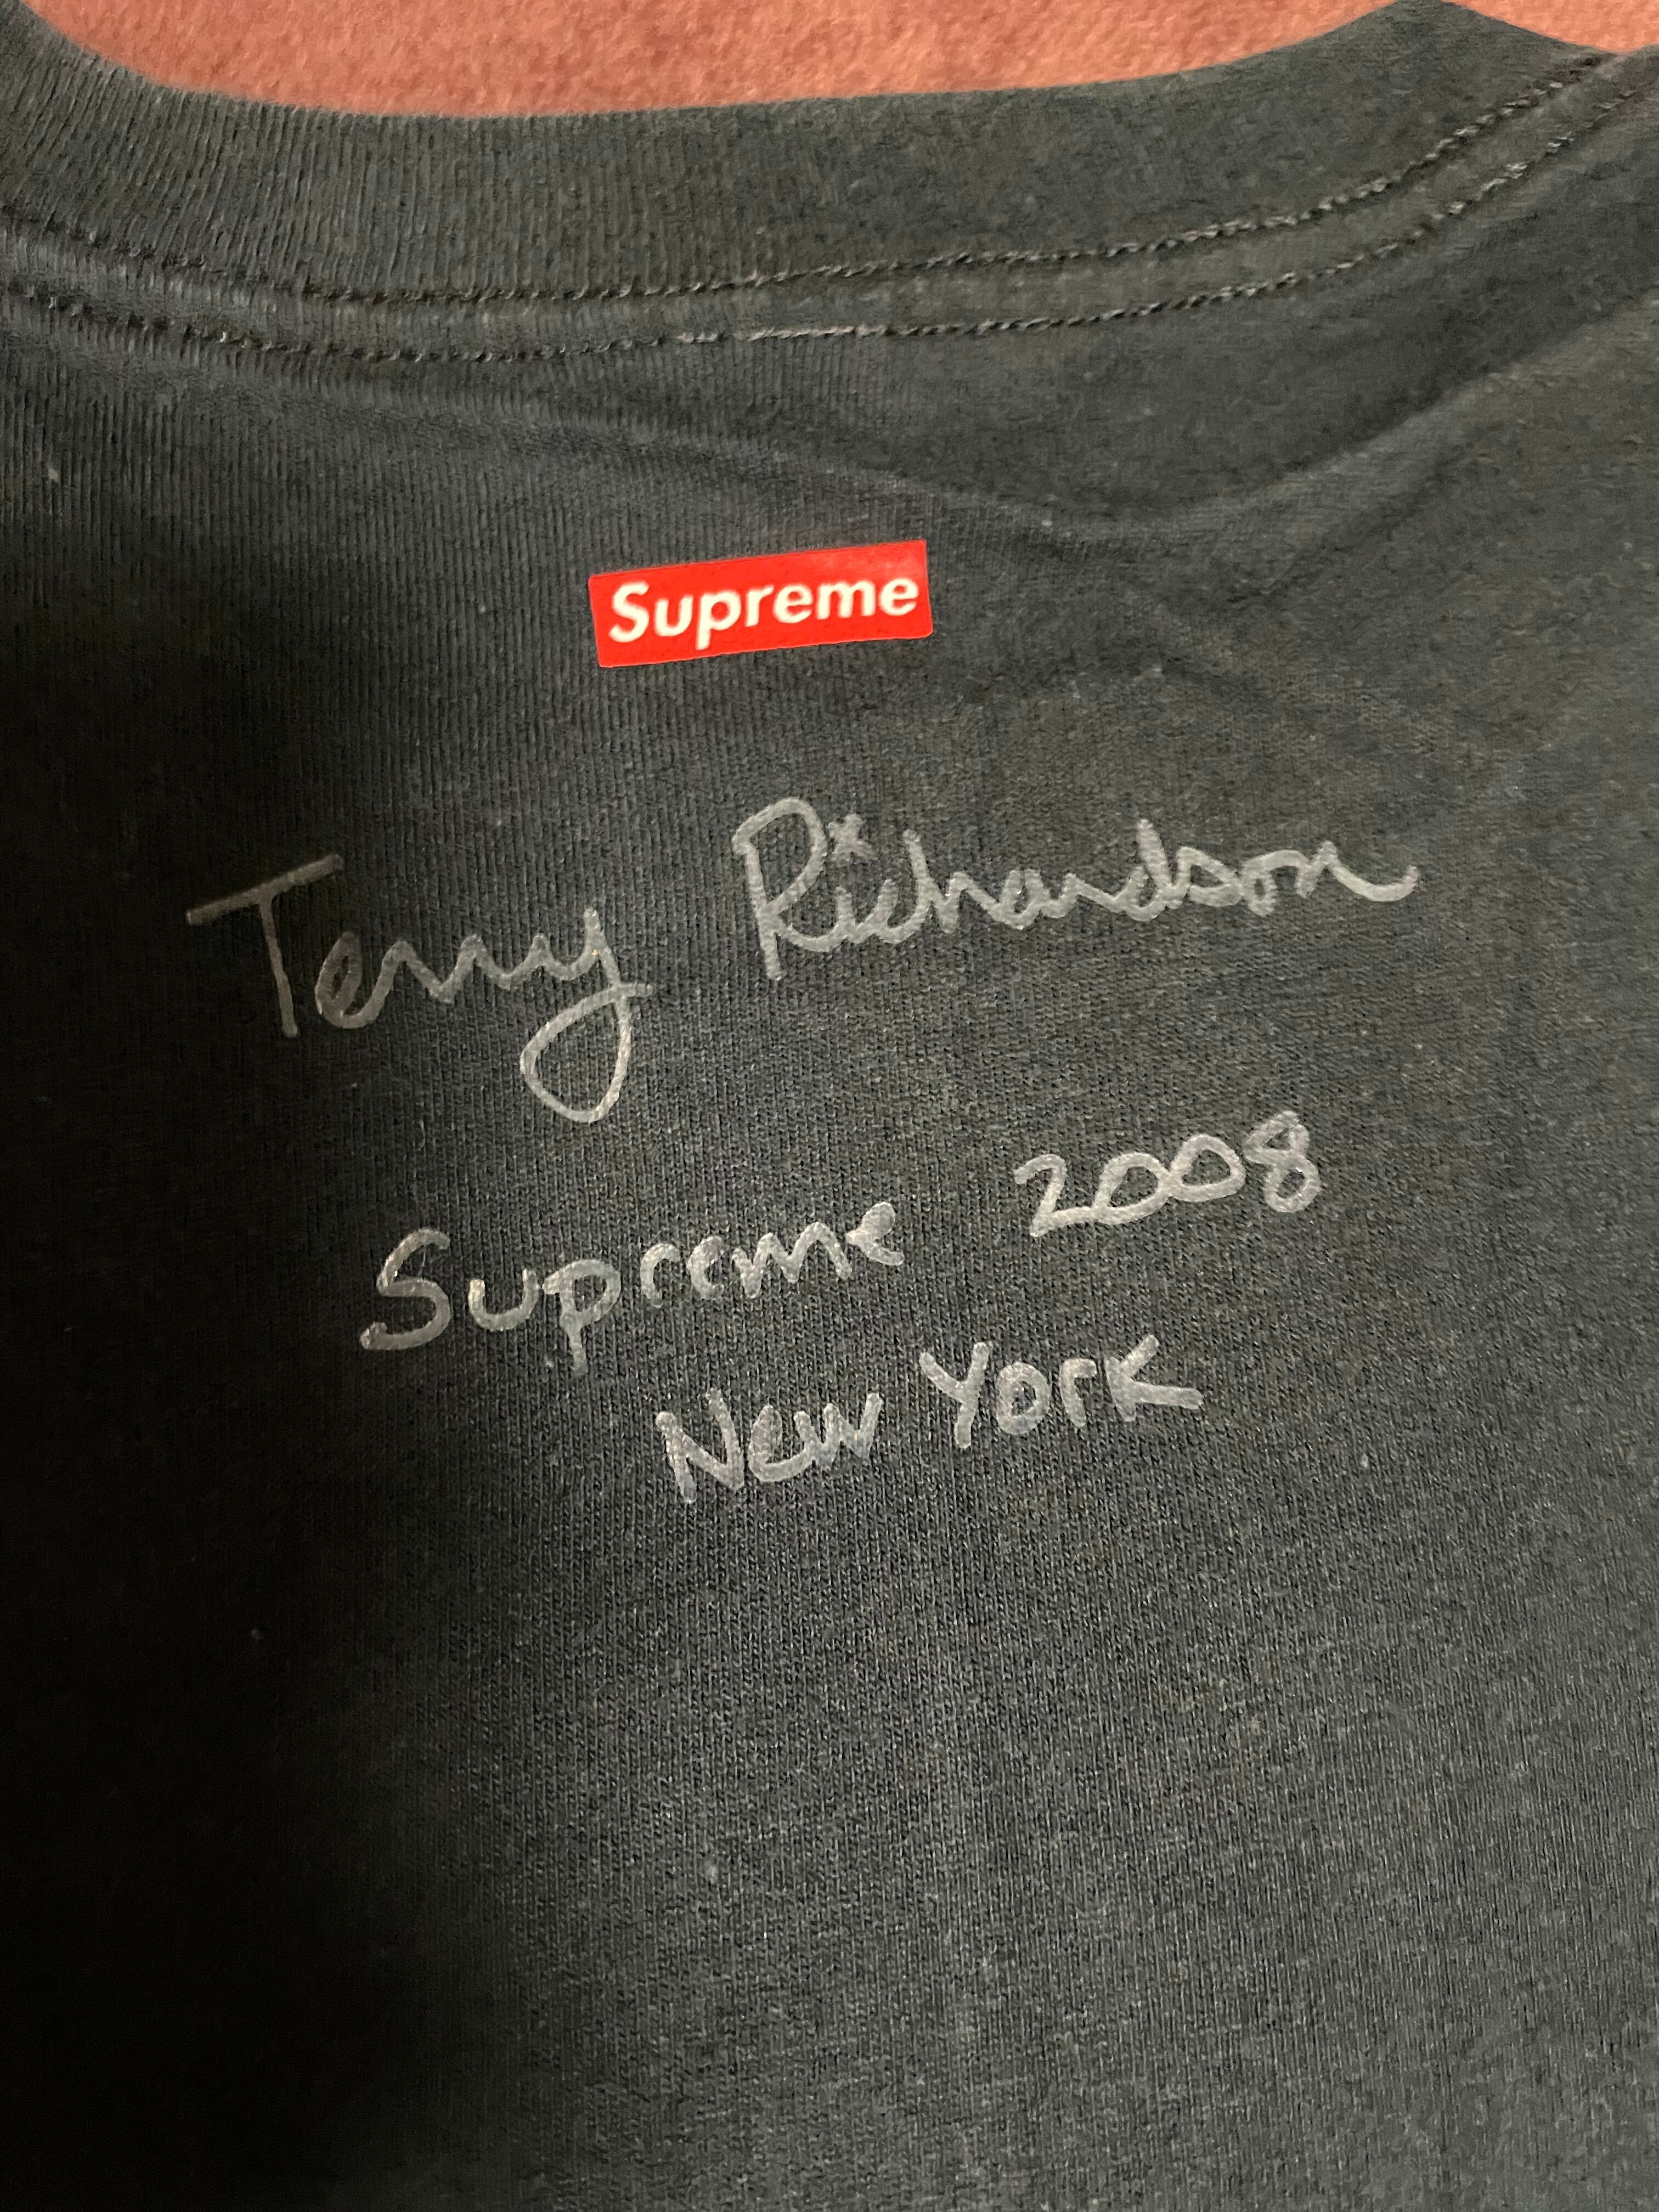 Supreme
Terry Richardson
Supreme 2008
New York